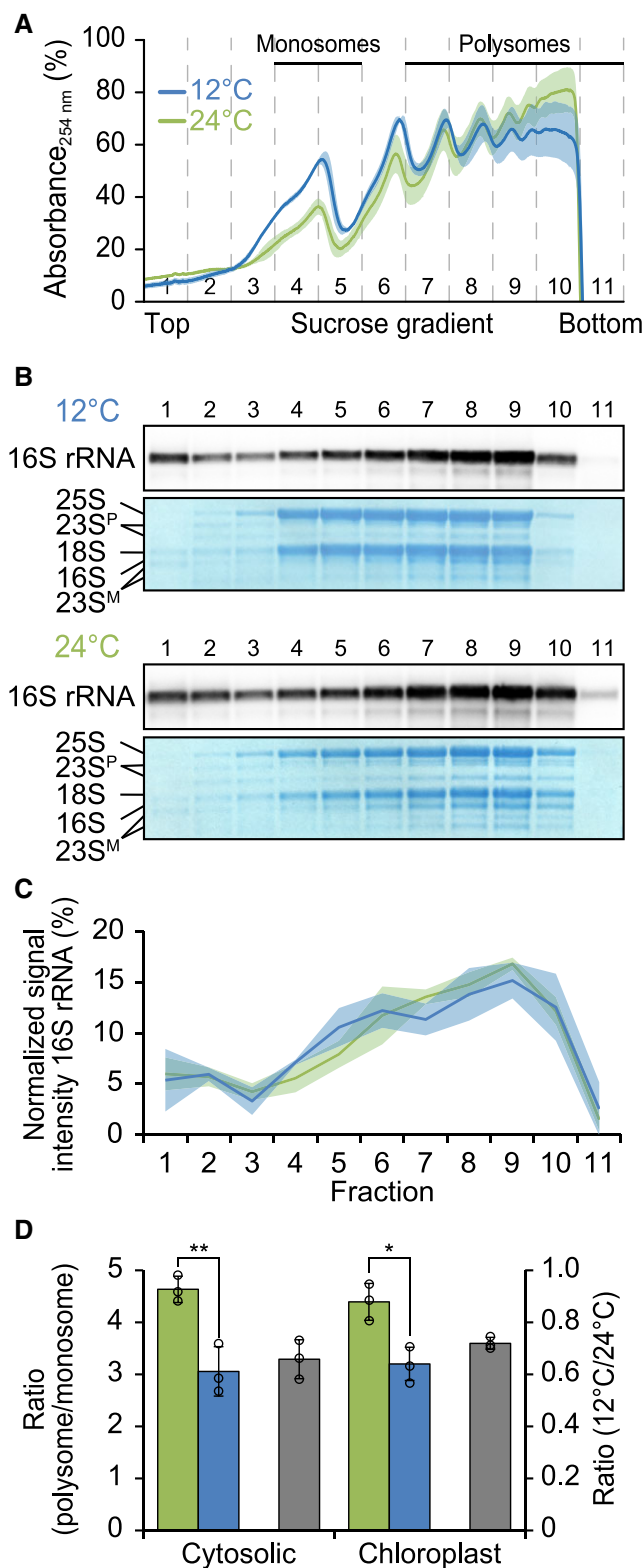 A
Absorbance254 nm (%)
100
80
60
40
20
0
Monosomes
Polysomes
12°C
24°C
1 2 3 4 5 6 7 8 9 10 11
Top
Sucrose gradient
Bottom
B
12°C
1 2 3 4 5 6 7 8 9 10 11
16S rRNA
25S
23SP
18S
16S
23SM
24°C
1 2 3 4 5 6 7 8 9 10 11
16S rRNA
25S
23SP
18S
16S
23SM
C
Normalized signal
intensity 16S rRNA (%)
20
15
10
5
0
1 2 3 4 5 6 7 8 9 10 11
Fraction
D
Ratio
(polysome/monosome)
5
4
3
2
1
0
**
*
1.0
0.8
0.6
0.4
0.2
0
Ratio (12°C/24°C)
Cytosolic
Chloroplast